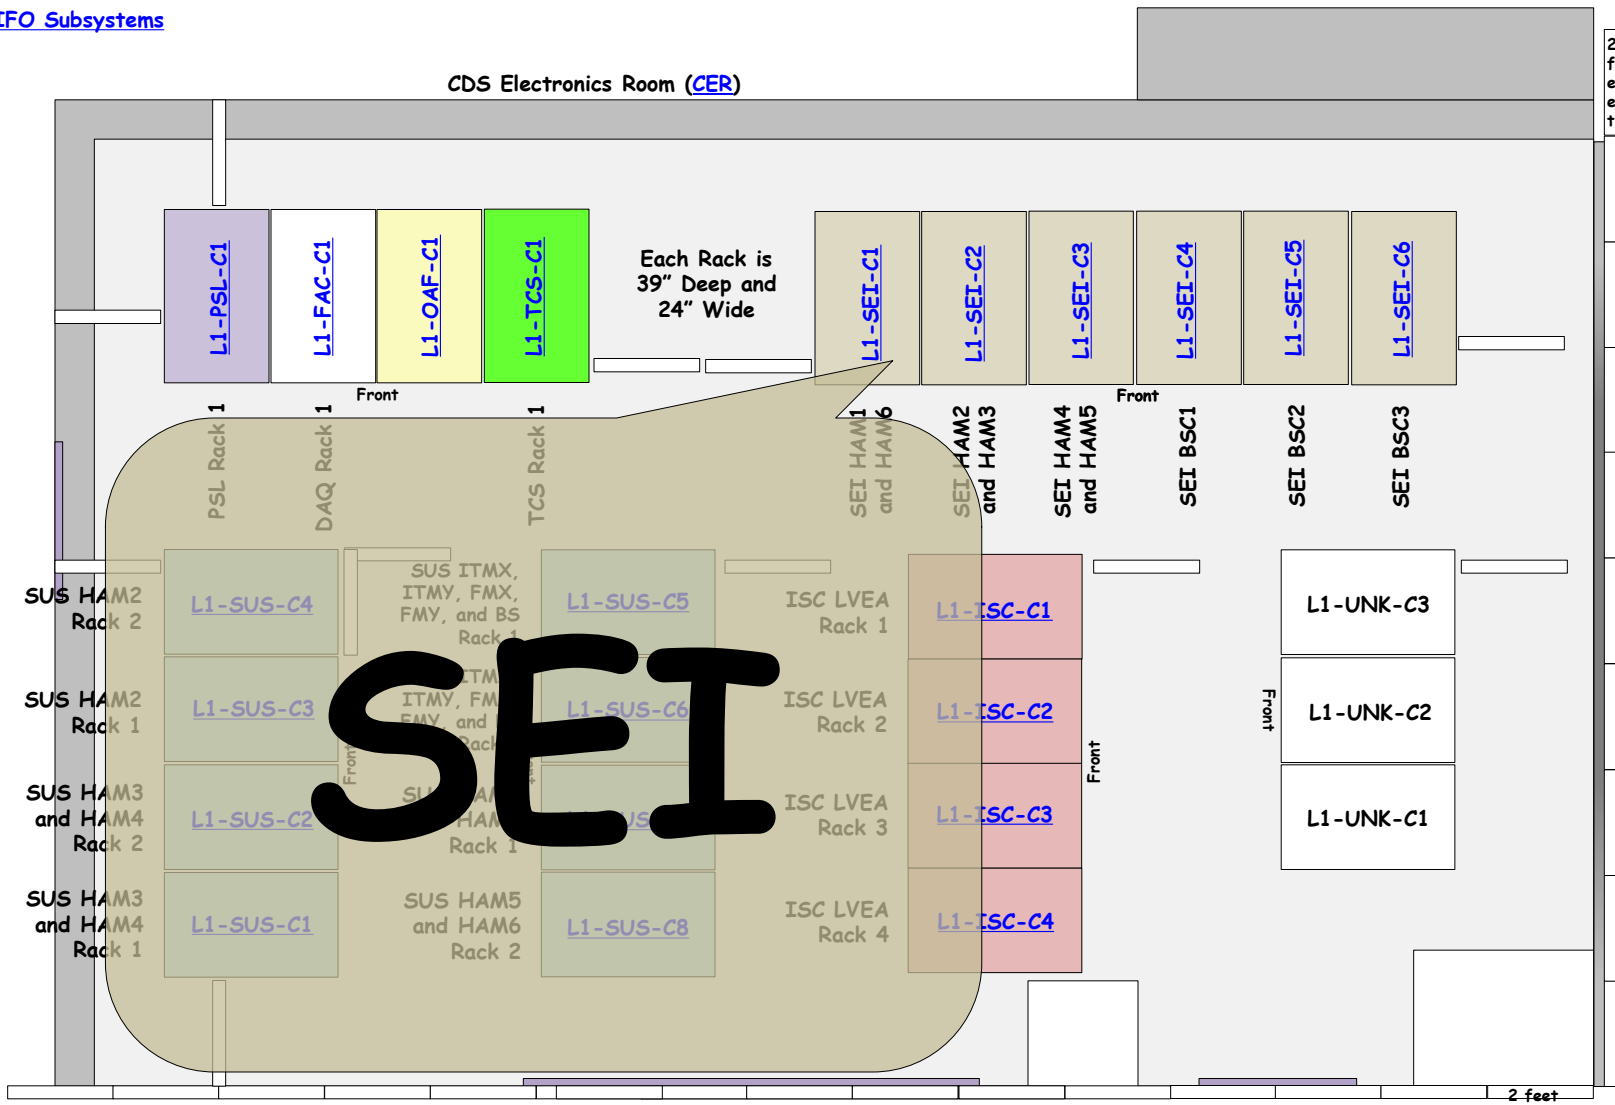 IFO Subsystems
CDS Electronics Room (CER)
2
f
e
e
t
L1-PSL-C1
L1-FAC-C1
L1-OAF-C1
L1-TCS-C1
Each Rack is
39” Deep and
24” Wide
L1-SEI-C1
L1-SEI-C2
L1-SEI-C3
L1-SEI-C4
L1-SEI-C5
L1-SEI-C6
Front
Front
PSL Rack 1
DAQ Rack 1
TCS Rack 1
SEI HAM1
and HAM6
SEI HAM2
and HAM3
SEI HAM4
and HAM5
SEI BSC1
SEI BSC2
SEI BSC3
SUS HAM2
Rack 2
L1-SUS-C4
SUS ITMX,
ITMY, FMX,
FMY, and BS
Rack 1
L1-SUS-C5
ISC LVEA
Rack 1
L1-ISC-C1
L1-UNK-C3
SUS HAM2
Rack 1
L1-SUS-C3
ITMY,
FMY, and
L1-SUS-C6
ISC LVEA
Rack 2
L1-ISC-C2
Front
L1-UNK-C2
Front
Front
SEI
SUS HAM3
and HAM4
Rack 2
L1-SUS-C2
Rack 1
ISC LVEA
Rack 3
L1-ISC-C3
L1-UNK-C1
SUS HAM3
and HAM4
Rack 1
L1-SUS-C1
SUS HAM5
and HAM6
Rack 2
L1-SUS-C8
ISC LVEA
Rack 4
L1-ISC-C4
2 feet